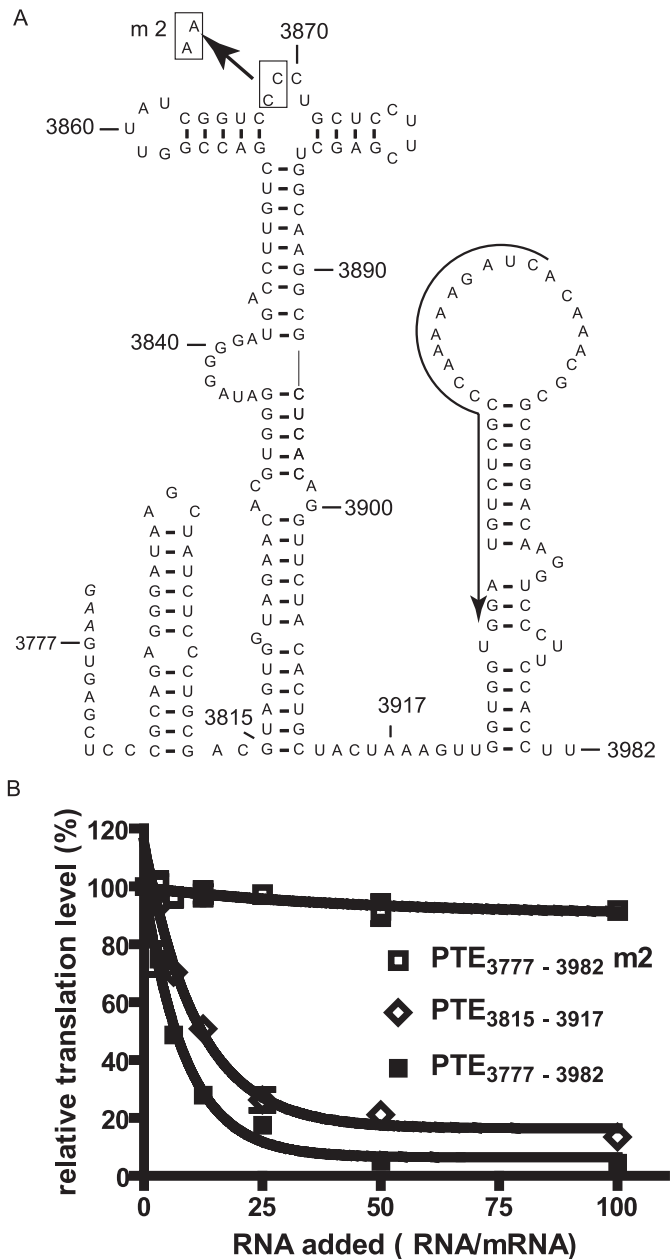 A
m 2
A
A
3870
C
C
C
U
3860
U A U C G G U C
U U G G C C A G
G C U C C U
U C G A G C U
C U G U U C C A G U
U G G C A A G G C G
3890
3840
A G G G G A U A
G G G U G
C U C A C
A C
A G
3900
C A A G A U G
G U U C U A
G U G A U G
C A C U G C
3815
3777
G A A G U G A G C U C C C
C G C A G A G G G A U A A G C U A U C U C C C U G C G
A C
3917
C U A C U A A A G U U G
C C A A A A A G A U C A C A A A C G C
C G C U C U G U
G C G G G A C A
A G G
A G G U
U C C C U U
G G U G G
C C A C C
U U
3982
B
relative translation level (%)
120
100
80
60
40
20
0
PTE3777 - 3982 m2
PTE3815 - 3917
PTE3777 - 3982
0 25 50 75 100
RNA added ( RNA/mRNA)